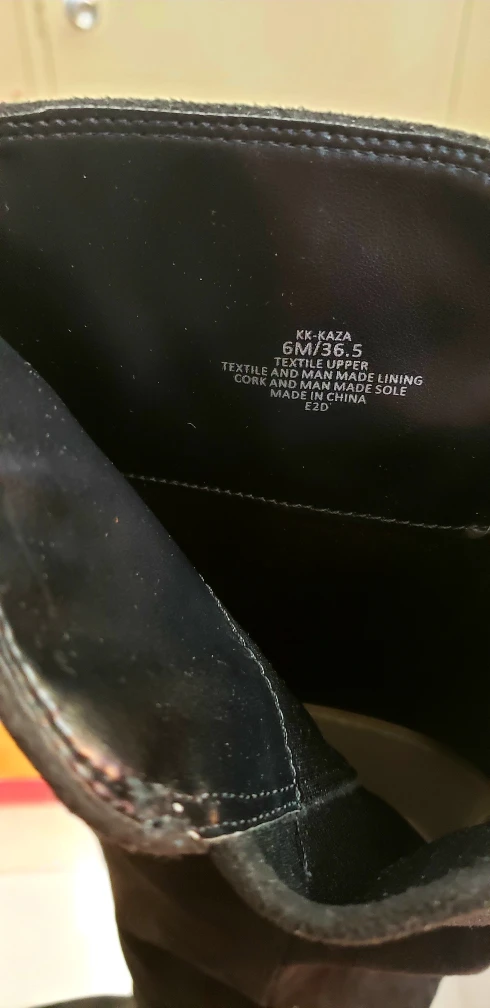 KK-KAZA
6M/36.5
TEXTILE UPPER
TEXTILE AND MAN MADE LINING
CORK AND MAN MADE SOLE
MADE IN CHINA
E2D